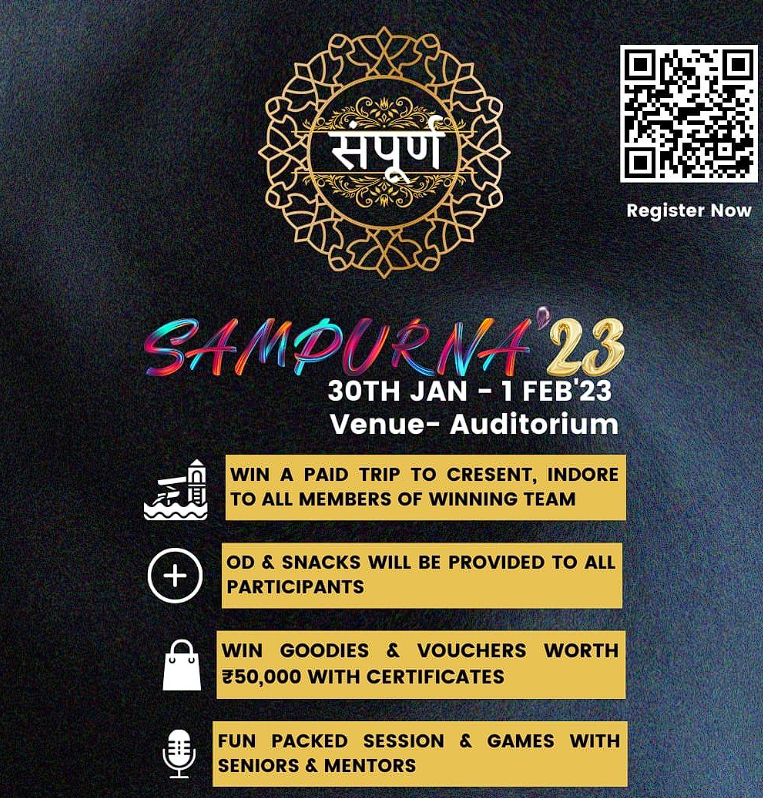 संपूर्ण
Register Now
SAMPURNA'23
30TH JAN - 1 FEB'23
Venue- Auditorium
WIN A PAID TRIP TO CRESENT, INDORE
TO ALL MEMBERS OF WINNING TEAM
OD & SNACKS WILL BE PROVIDED TO ALL
PARTICIPANTS
WIN GOODIES & VOUCHERS WORTH
₹50,000 WITH CERTIFICATES
FUN PACKED SESSION & GAMES WITH
SENIORS & MENTORS